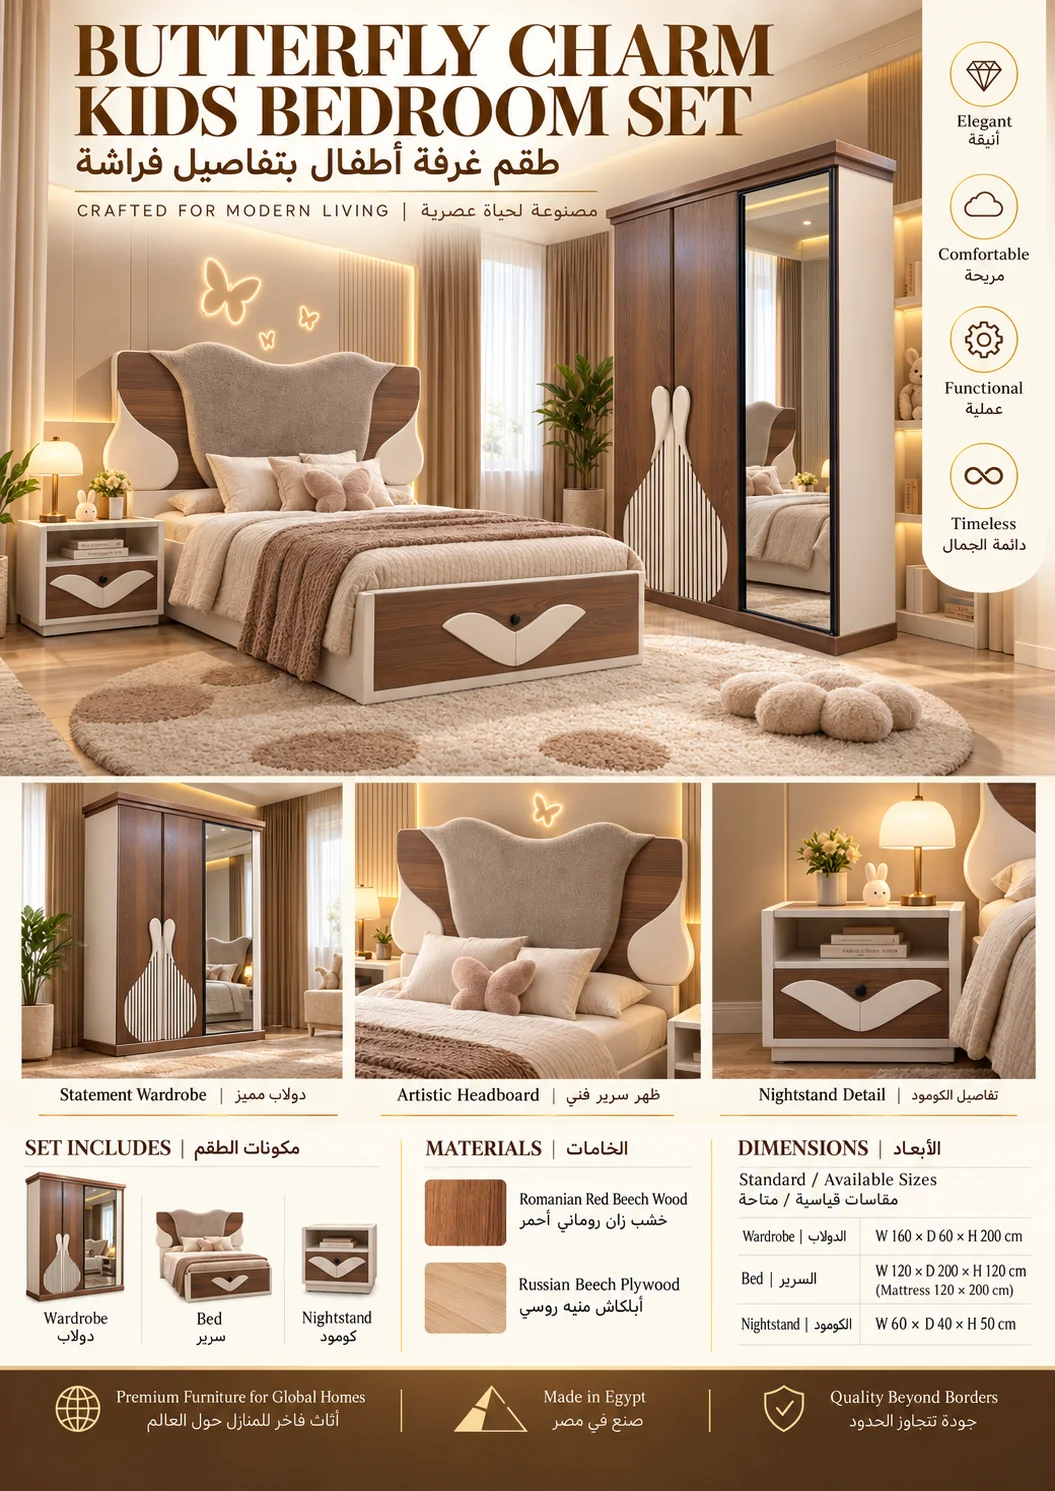 BUTTERFLY CHARM
KIDS BEDROOM SET
طقم غرفة أطفال بتفاصيل فراشة
CRAFTED FOR MODERN LIVING | مصنوعة لحياة عصرية
Elegant
أنيقة
Comfortable
مريحة
Functional
عملية
Timeless
دائمة الجمال
Statement Wardrobe | دولاب مميز
Artistic Headboard | ظهر سرير فني
Nightstand Detail | تفاصيل الكومود
SET INCLUDES | مكونات الطقم
Wardrobe
دولاب
Bed
سرير
Nightstand
كومود
MATERIALS | الخامات
Romanian Red Beech Wood
خشب زان روماني أحمر
Russian Beech Plywood
أبلكاش منيه روسي
DIMENSIONS | الأبعاد
Standard / Available Sizes
مقاسات قياسية / متاحة
Wardrobe | الدولاب W 160 × D 60 × H 200 cm
Bed | السرير W 120 × D 200 × H 120 cm
(Mattress 120 × 200 cm)
Nightstand | الكومود W 60 × D 40 × H 50 cm
Premium Furniture for Global Homes
أثاث فاخر للمنازل حول العالم
Made in Egypt
صنع في مصر
Quality Beyond Borders
جودة تتجاوز الحدود